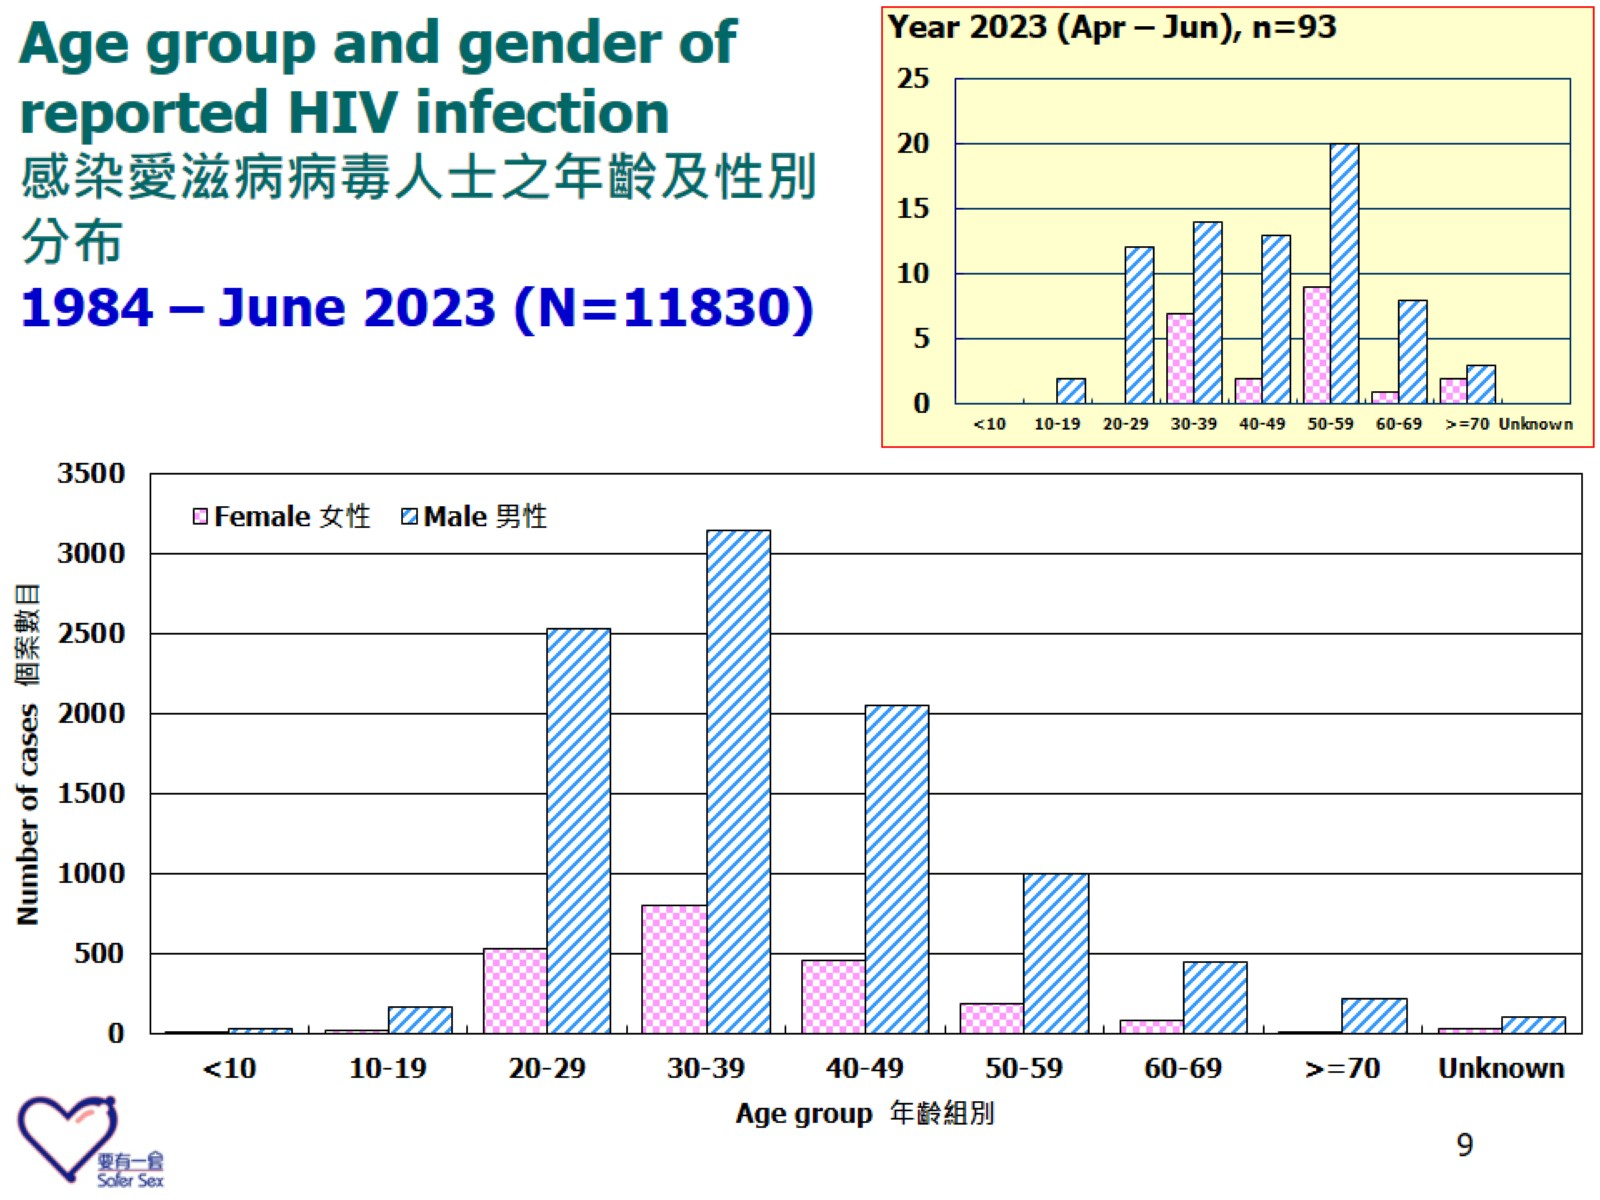 Age group and gender of
reported HIV infection
感染愛滋病病毒人士之年齡及性別
分布
1984 – June 2023 (N=11830)
Year 2023 (Apr – Jun), n=93
25
20
15
10
5
0
<10 10-19 20-29 30-39 40-49 50-59 60-69 >=70 Unknown
3500
3000
2500
2000
1500
1000
500
0
Female 女性 Male 男性
Number of cases 個案數目
<10 10-19 20-29 30-39 40-49 50-59 60-69 >=70 Unknown
Age group 年齡組別
要有一套
Safer Sex
9